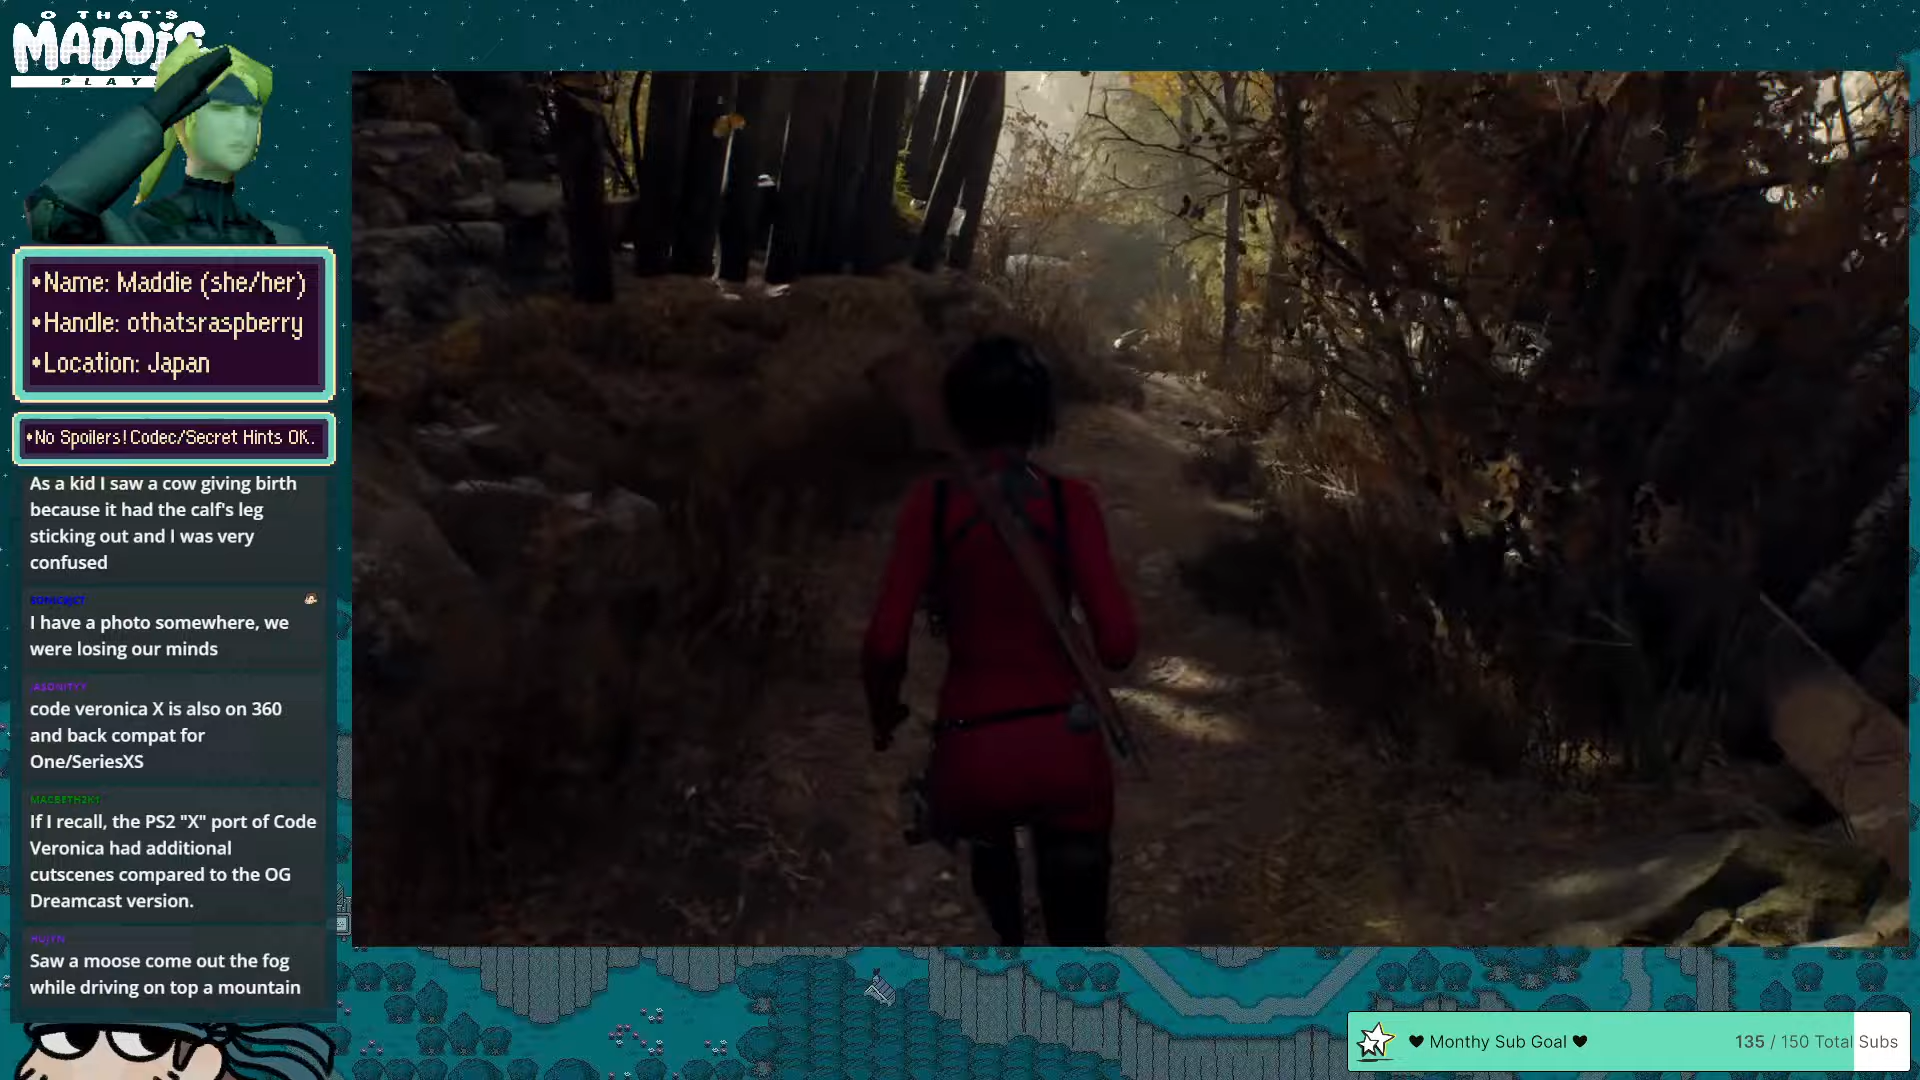 O THAT'S
MADDIE
PLAYS
•Name: Maddie (she/her)
•Handle: othatsraspberry
•Location: Japan
•No Spoilers! Codec/Secret Hints OK.
As a kid I saw a cow giving birth
because it had the calf's leg
sticking out and I was very
confused
I have a photo somewhere, we
were losing our minds
JASONITYY
code veronica X is also on 360
and back compat for
One/SeriesXS
MACBETH2K1
If I recall, the PS2 "X" port of Code
Veronica had additional
cutscenes compared to the OG
Dreamcast version.
Saw a moose come out the fog
while driving on top a mountain
♥ Monthy Sub Goal ♥
135 / 150 Total Subs